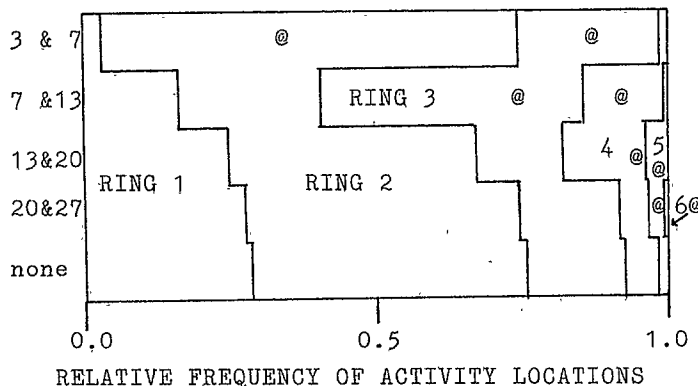 3 & 7 @ @
7 &13 RING 3 @ @
13&20 4 @ 5 @
RING 1 RING 2
20&27 @ 6@
none
0.0 0.5 1.0
RELATIVE FREQUENCY OF ACTIVITY LOCATIONS